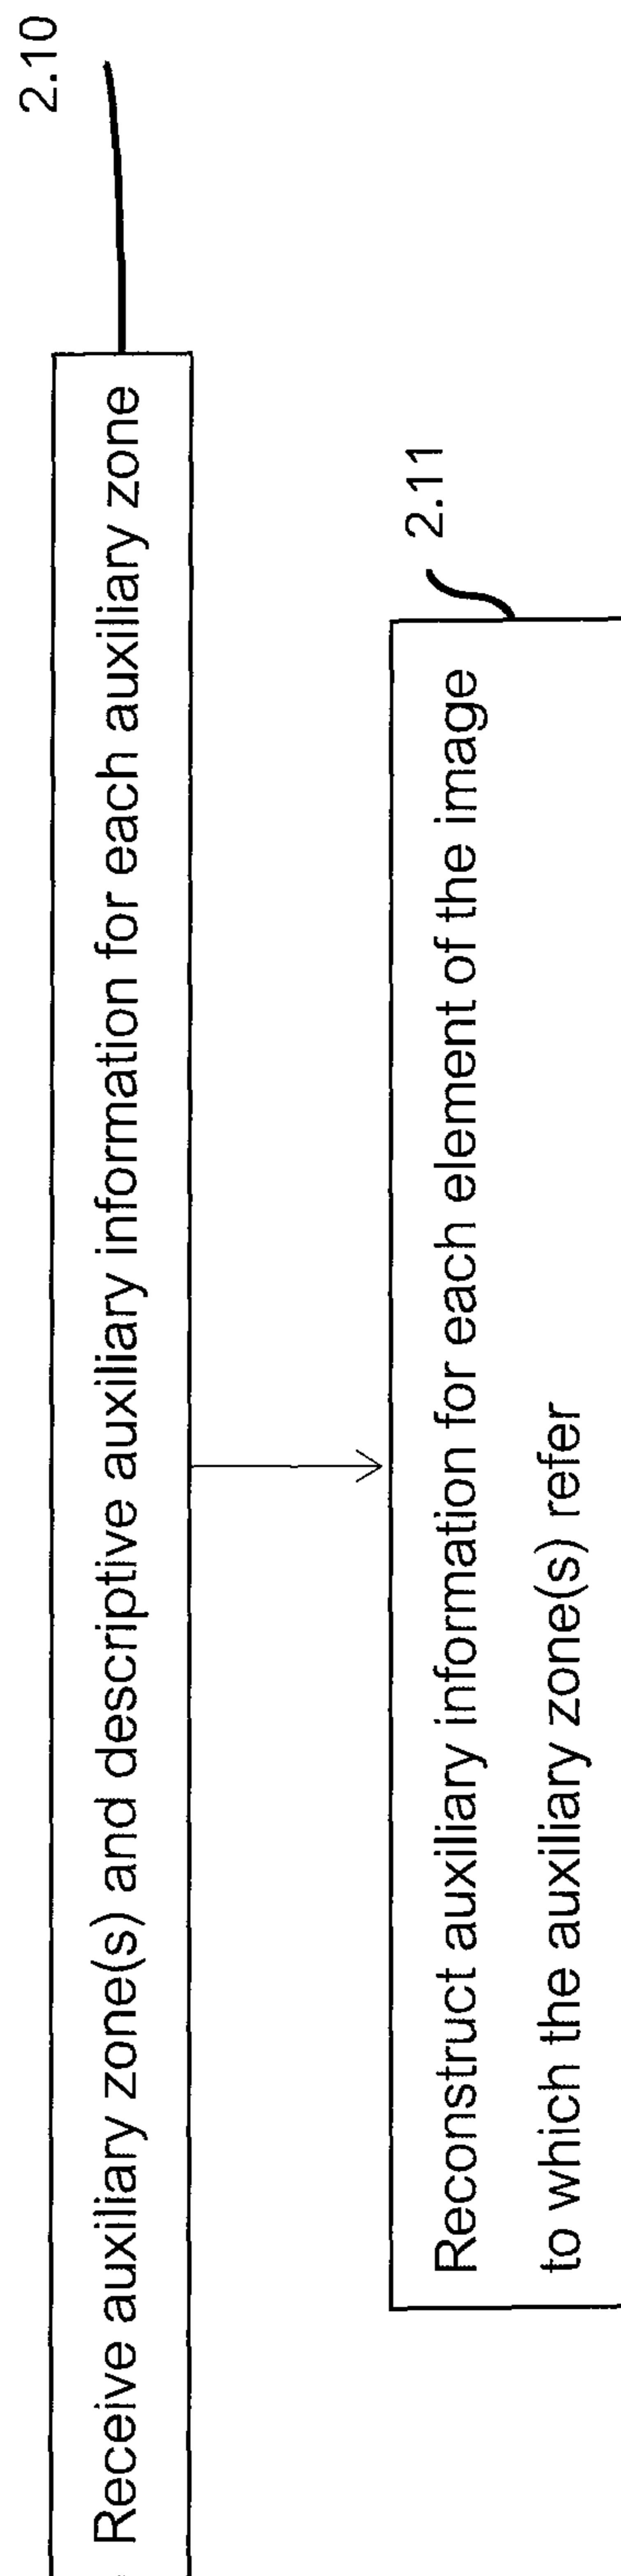 2.10
Receive auxiliary zone(s) and descriptive auxiliary information for each auxiliary zone
2.11
Reconstruct auxiliary information for each element of the image
to which the auxiliary zone(s) refer